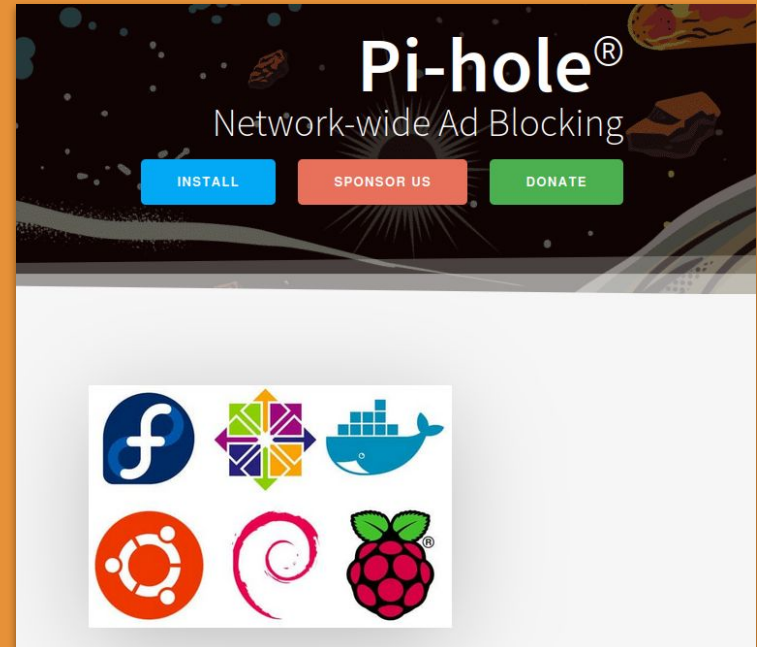 Pi-hole®
Network-wide Ad Blocking
INSTALL
SPONSOR US
DONATE
®